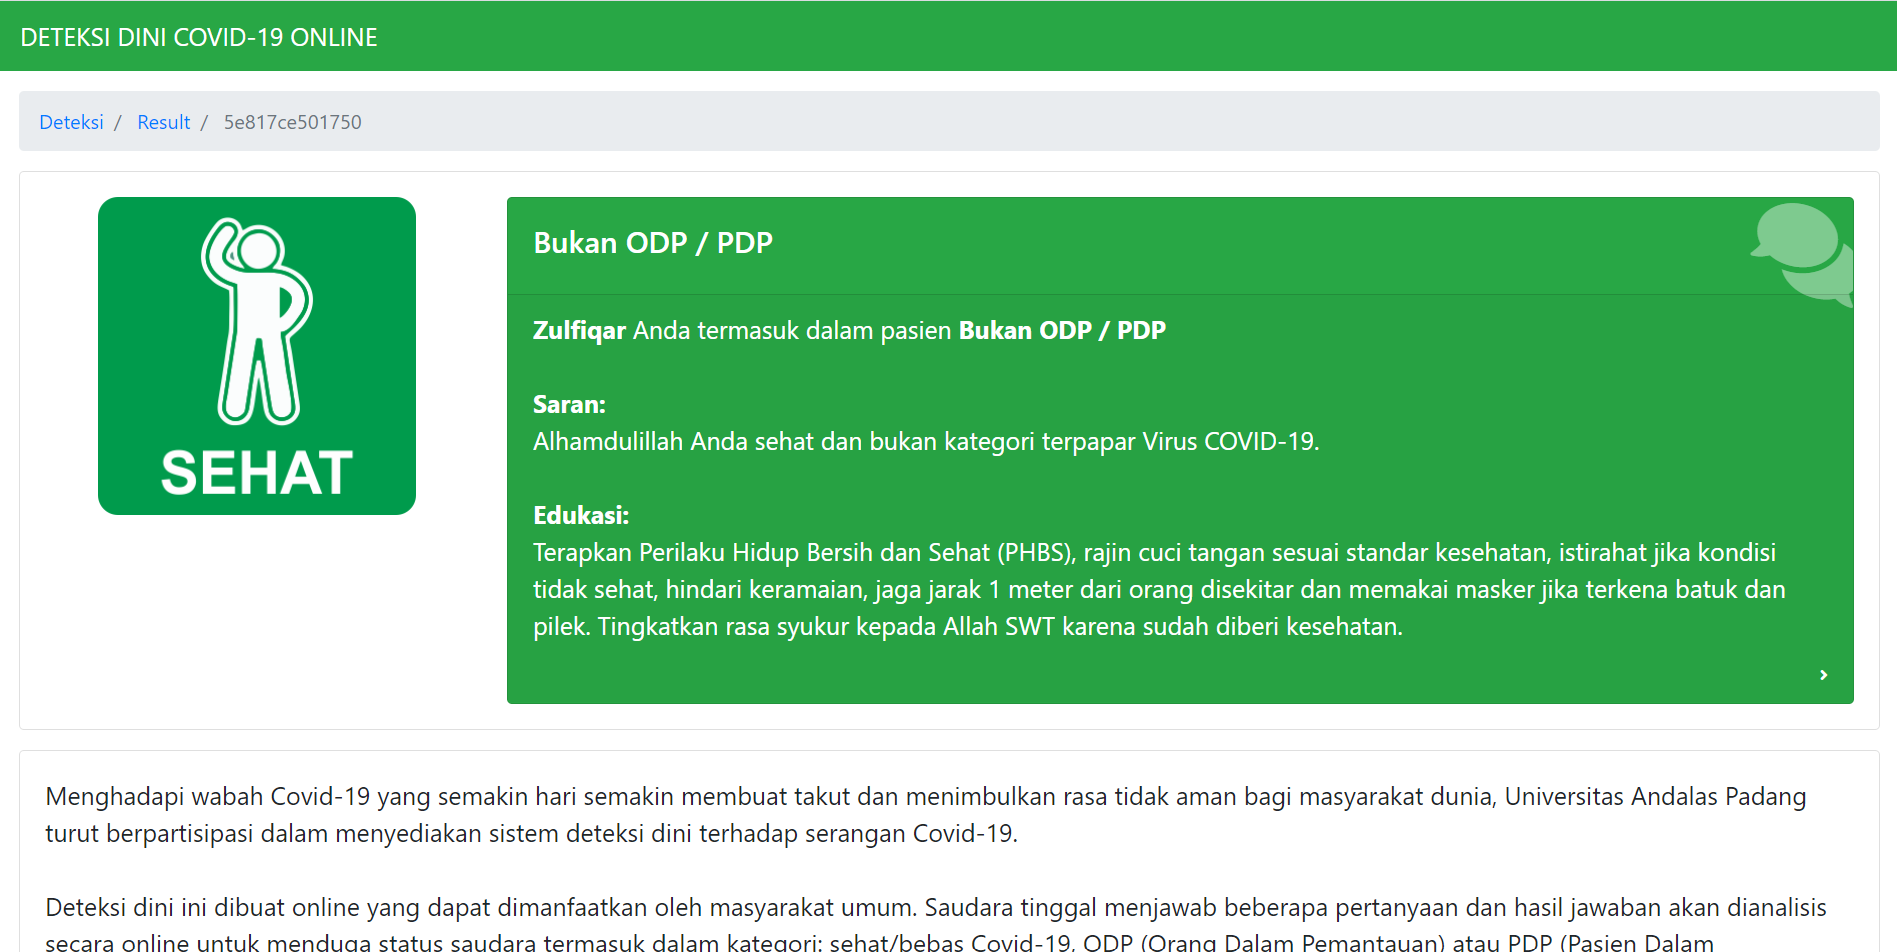 DETEKSI DINI COVID-19 ONLINE
Deteksi / Result / 5e817ce501750
SEHAT
Bukan ODP / PDP
Zulfiqar Anda termasuk dalam pasien Bukan ODP / PDP
Saran:
Alhamdulillah Anda sehat dan bukan kategori terpapar Virus COVID-19.
Edukasi:
Terapkan Perilaku Hidup Bersih dan Sehat (PHBS), rajin cuci tangan sesuai standar kesehatan, istirahat jika kondisi
tidak sehat, hindari keramaian, jaga jarak 1 meter dari orang disekitar dan memakai masker jika terkena batuk dan
pilek. Tingkatkan rasa syukur kepada Allah SWT karena sudah diberi kesehatan.
Menghadapi wabah Covid-19 yang semakin hari semakin membuat takut dan menimbulkan rasa tidak aman bagi masyarakat dunia, Universitas Andalas Padang
turut berpartisipasi dalam menyediakan sistem deteksi dini terhadap serangan Covid-19.
Deteksi dini ini dibuat online yang dapat dimanfaatkan oleh masyarakat umum. Saudara tinggal menjawab beberapa pertanyaan dan hasil jawaban akan dianalisis
secara online untuk menduga status saudara termasuk dalam kategori: sehat/bebas Covid-19, ODP (Orang Dalam Pemantauan) atau PDP (Pasien Dalam